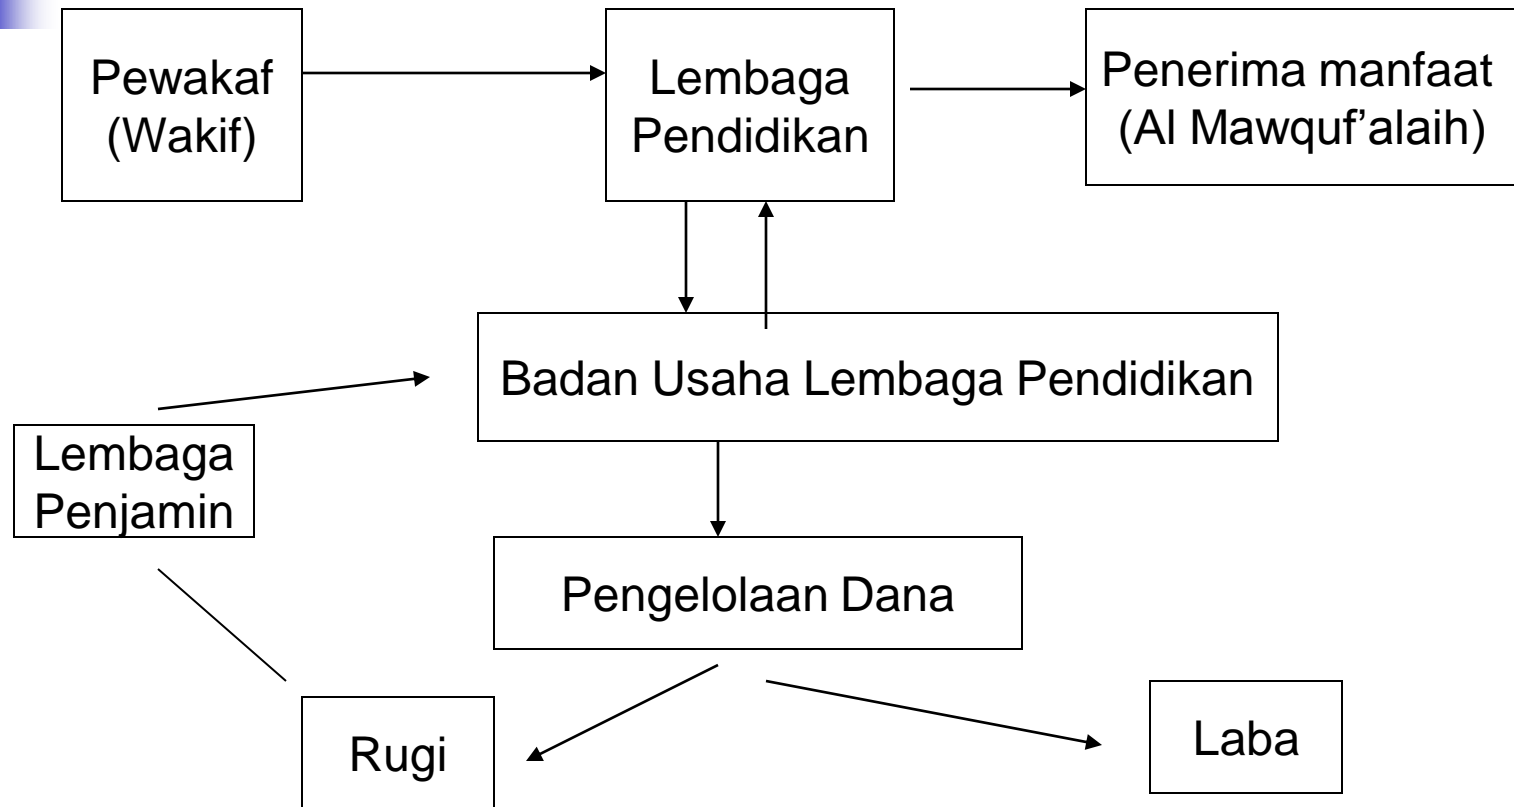 Pewakaf
(Wakif)
Lembaga
Pendidikan
Penerima manfaat
(Al Mawquf’alaih)
Badan Usaha Lembaga Pendidikan
Lembaga
Penjamin
Pengelolaan Dana
Rugi
Laba